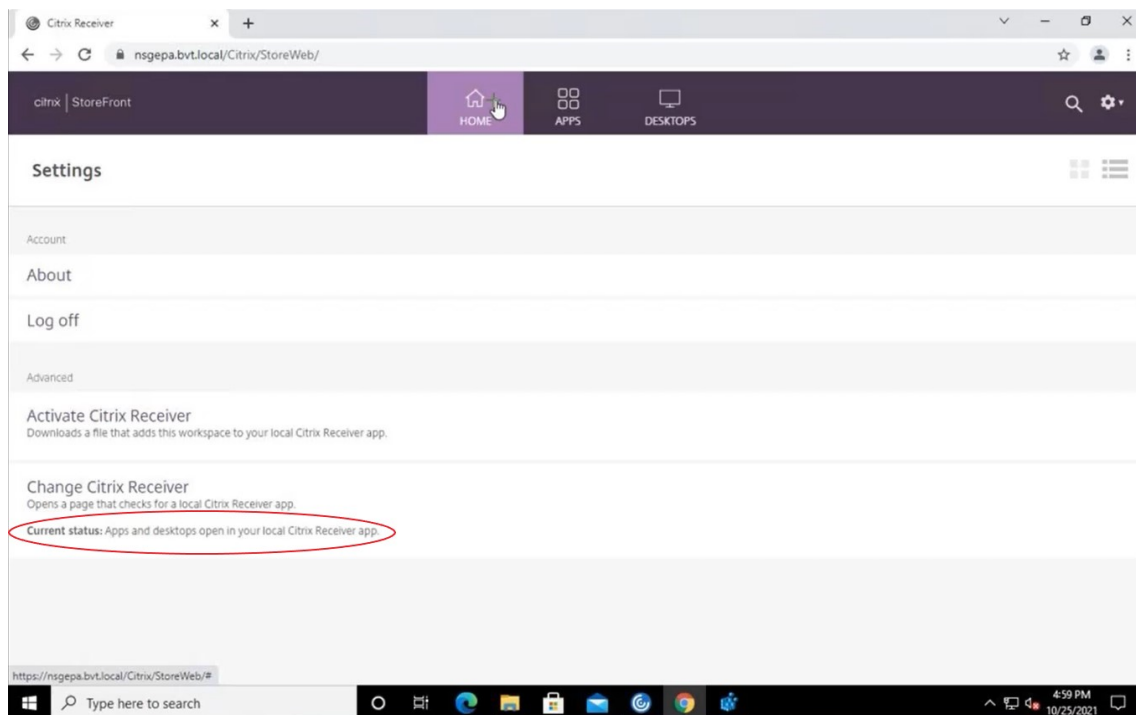 Citrix Receiver
nsgepa.bvt.local/Citrix/StoreWeb/
citrix | StoreFront
HOME
APPS
DESKTOPS
Settings
Account
About
Log off
Advanced
Activate Citrix Receiver
Downloads a file that adds this workspace to your local Citrix Receiver app.
Change Citrix Receiver
Opens a page that checks for a local Citrix Receiver app.
Current status: Apps and desktops open in your local Citrix Receiver app.
https://nsgepa.bvt.local/Citrix/StoreWeb/#
Type here to search
4:59 PM
10/25/2021